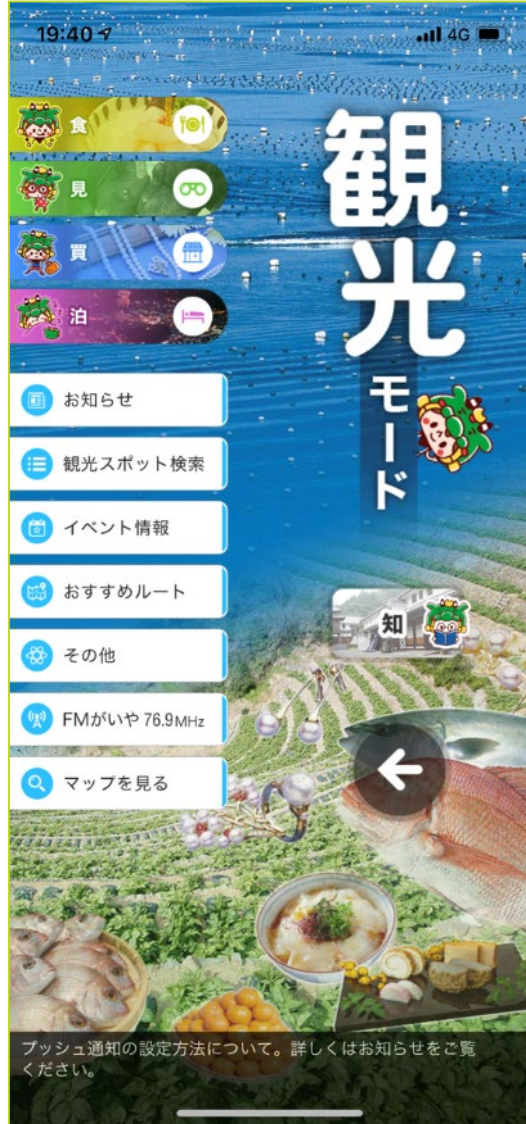 19:40
4G
食
見
買
泊
観光
モード
お知らせ
観光スポット検索
イベント情報
おすすめルート
その他
FMがいや 76.9MHz
マップを見る
知
プッシュ通知の設定方法について。詳しくはお知らせをご覧
ください。